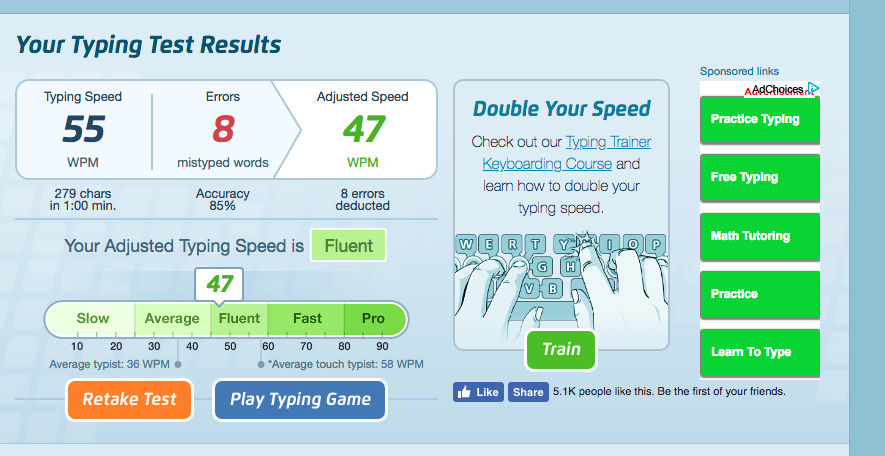 Your Typing Test Results
Typing Speed
55
WPM
Errors
8
mistyped words
Adjusted Speed
47
WPM
279 chars
in 1:00 min.
Accuracy
85%
8 errors
deducted
Your Adjusted Typing Speed is Fluent
47
Slow Average Fluent Fast Pro
10 20 30 40 50 60 70 80 90
Average typist: 36 WPM
*Average touch typist: 58 WPM
Retake Test
Play Typing Game
Double Your Speed
Check out our Typing Trainer
Keyboarding Course and
learn how to double your
typing speed.
W E R T Y I O P
G H
V B
Train
Like Share 5.1K people like this. Be the first of your friends.
Sponsored links
Advertisement
AdChoices
Practice Typing
Free Typing
Math Tutoring
Practice
Learn To Type